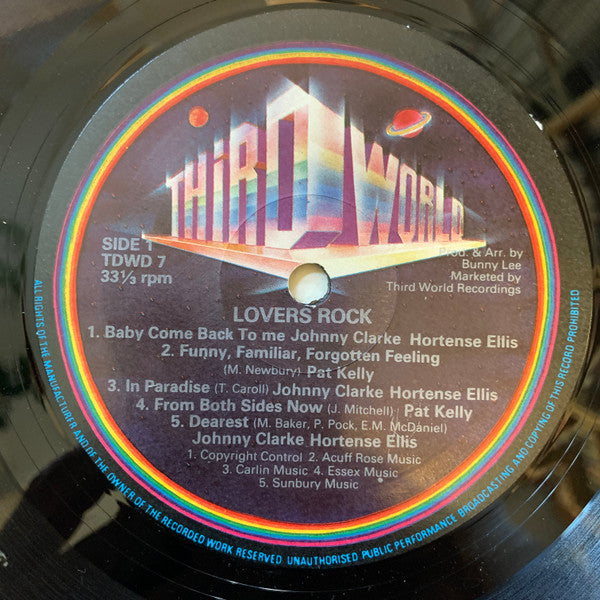 THIRD WORLD
SIDE 1
TDWD 7
33⅓ rpm
Prod. & Arr. by
Bunny Lee
Marketed by
Third World Recordings
LOVERS ROCK
1. Baby Come Back To me Johnny Clarke Hortense Ellis
2. Funny, Familiar, Forgotten Feeling
(M. Newbury) Pat Kelly
3. In Paradise (T. Caroll) Johnny Clarke Hortense Ellis
4. From Both Sides Now (J. Mitchell) Pat Kelly
5. Dearest (M. Baker, P. Pock, E.M. McDániel)
Johnny Clarke Hortense Ellis
1. Copyright Control 2. Acuff Rose Music
3. Carlin Music 4. Essex Music
5. Sunbury Music
ALL RIGHTS OF THE MANUFACTURER AND OF THE OWNER OF THE RECORDED WORK RESERVED. UNAUTHORISED PUBLIC PERFORMANCE BROADCASTING AND COPYING OF THIS RECORD PROHIBITED